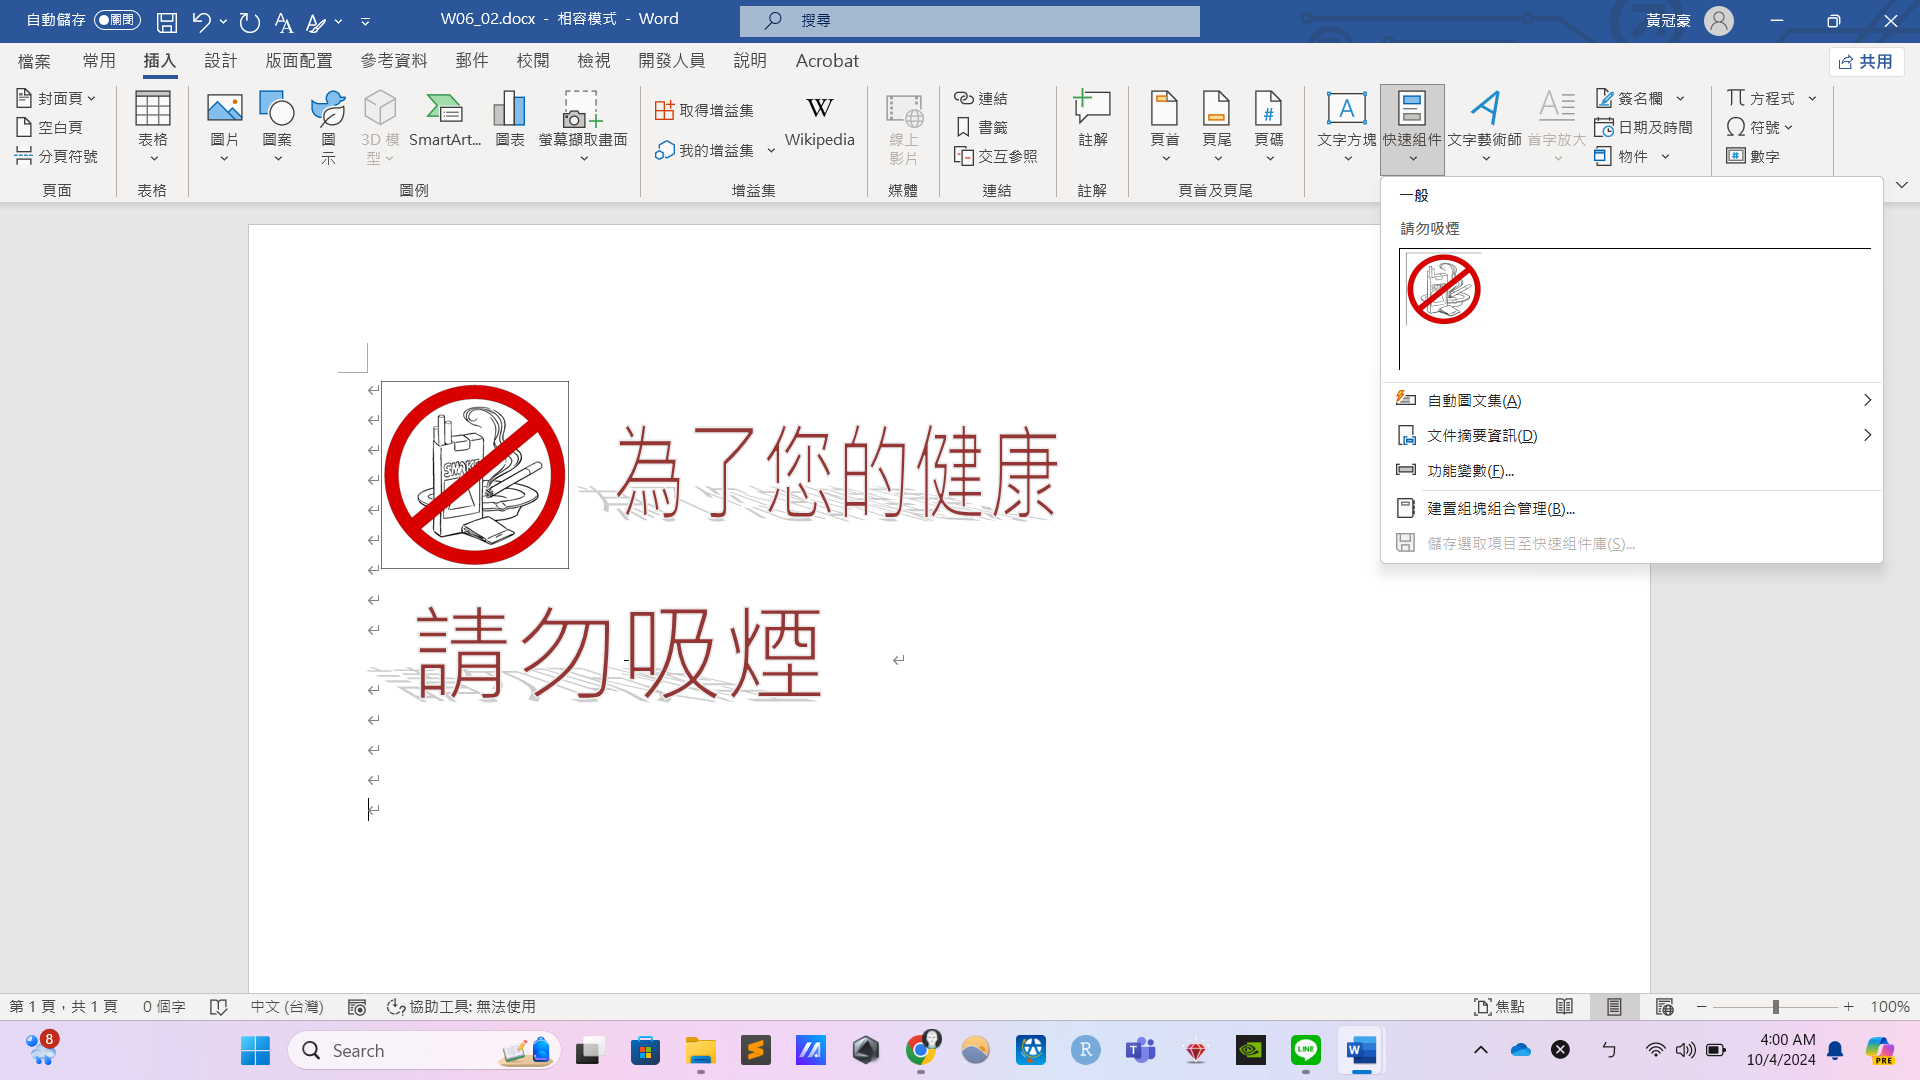 自動儲存 關閉 W06_02.docx - 相容模式 - Word 搜尋 黃冠豪
檔案 常用 插入 設計 版面配置 參考資料 郵件 校閱 檢視 開發人員 說明 Acrobat 共用
封面頁
空白頁
分頁符號
頁面
表格
表格
圖片
圖案
圖示
3D 模型
SmartArt...
圖表
螢幕擷取畫面
圖例
取得增益集
我的增益集
Wikipedia
增益集
線上影片
媒體
連結
書籤
交互參照
連結
註解
註解
頁首
頁尾
頁碼
頁首及頁尾
文字方塊
快速組件
文字藝術師
首字放大
簽名欄
日期及時間
物件
方程式
符號
數字
一般
請勿吸煙
自動圖文集(A)
文件摘要資訊(D)
功能變數(F)...
建置組塊組合管理(B)...
儲存選取項目至快速組件庫(S)...
SMOKE
為了您的健康
請勿吸煙
第 1 頁，共 1 頁 0 個字 中文 (台灣) 協助工具: 無法使用 焦點 100%
8 Search 4:00 AM
10/4/2024
PRE